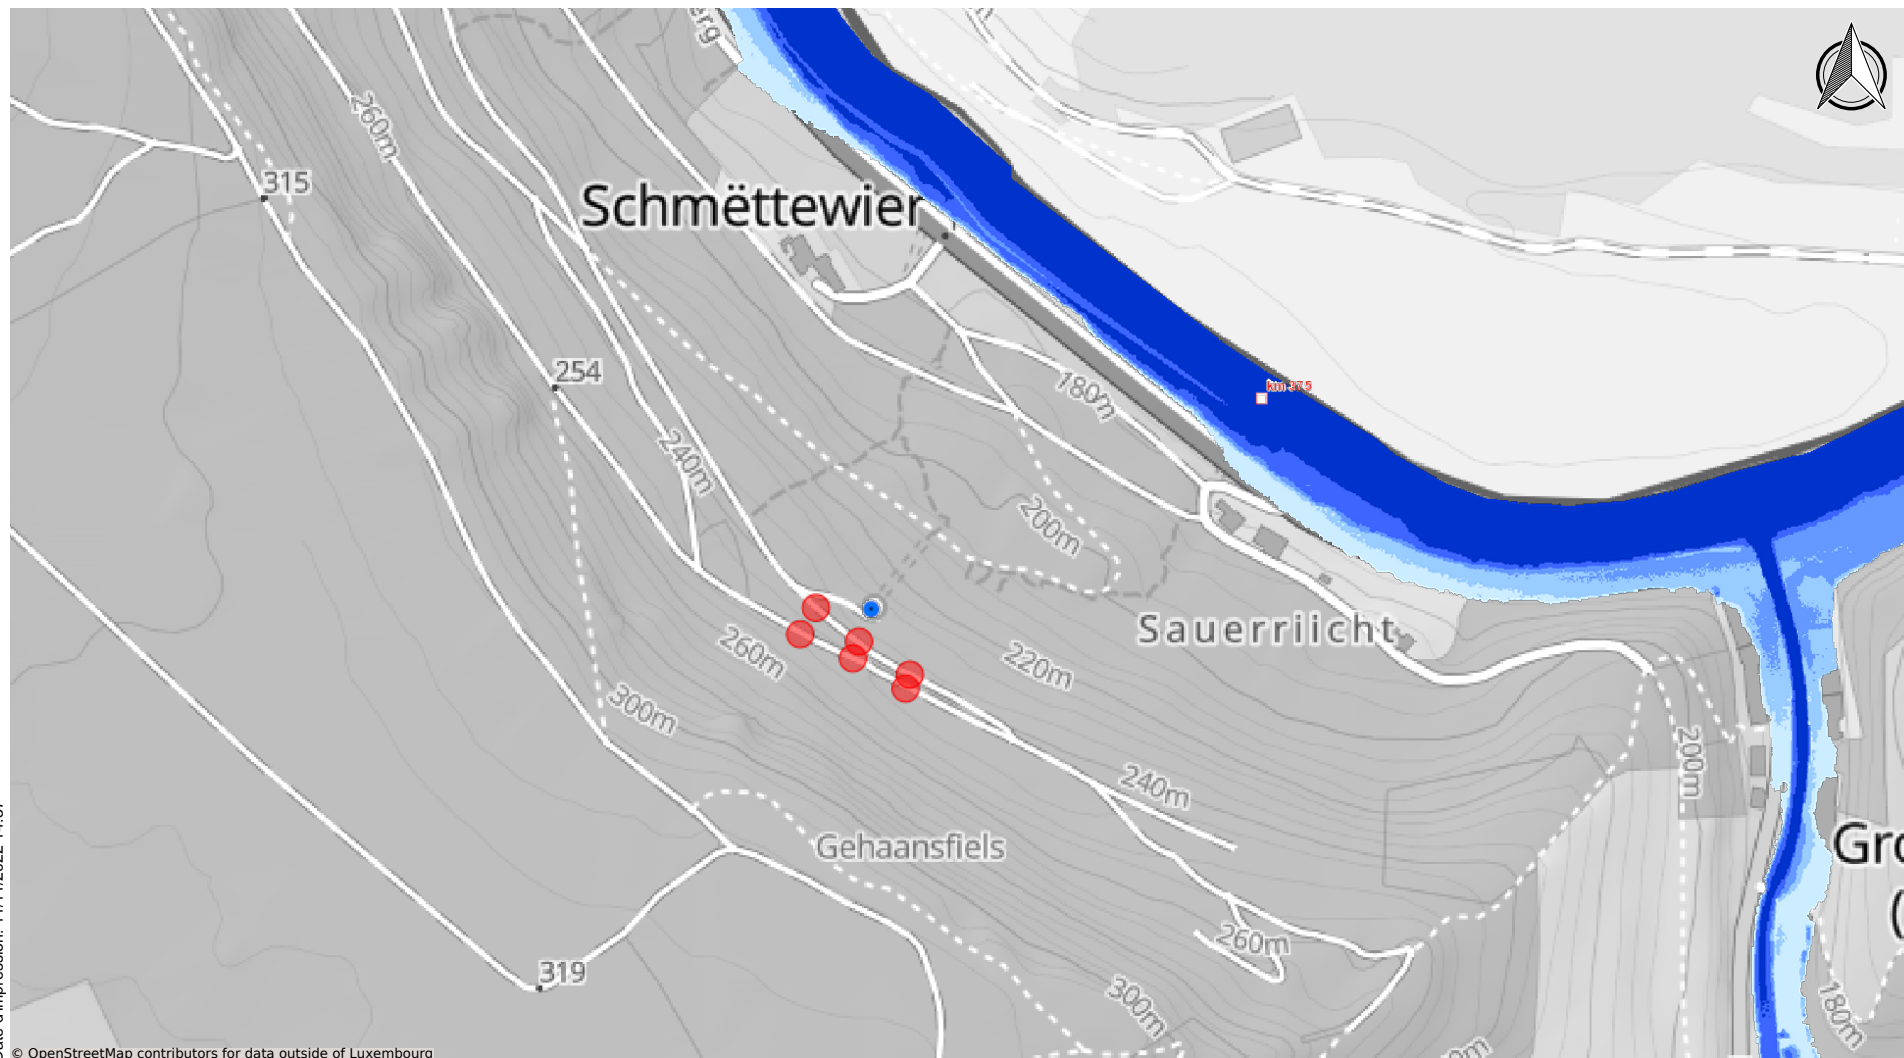 260m
315
Schmëttewier
254
km 37.5
180m
240m
200m
Sauerriicht
260m
220m
300m
200m
240m
Gehaansfiels
260m
319
300m
180m
© OpenStreetMap contributors for data outside of Luxembourg